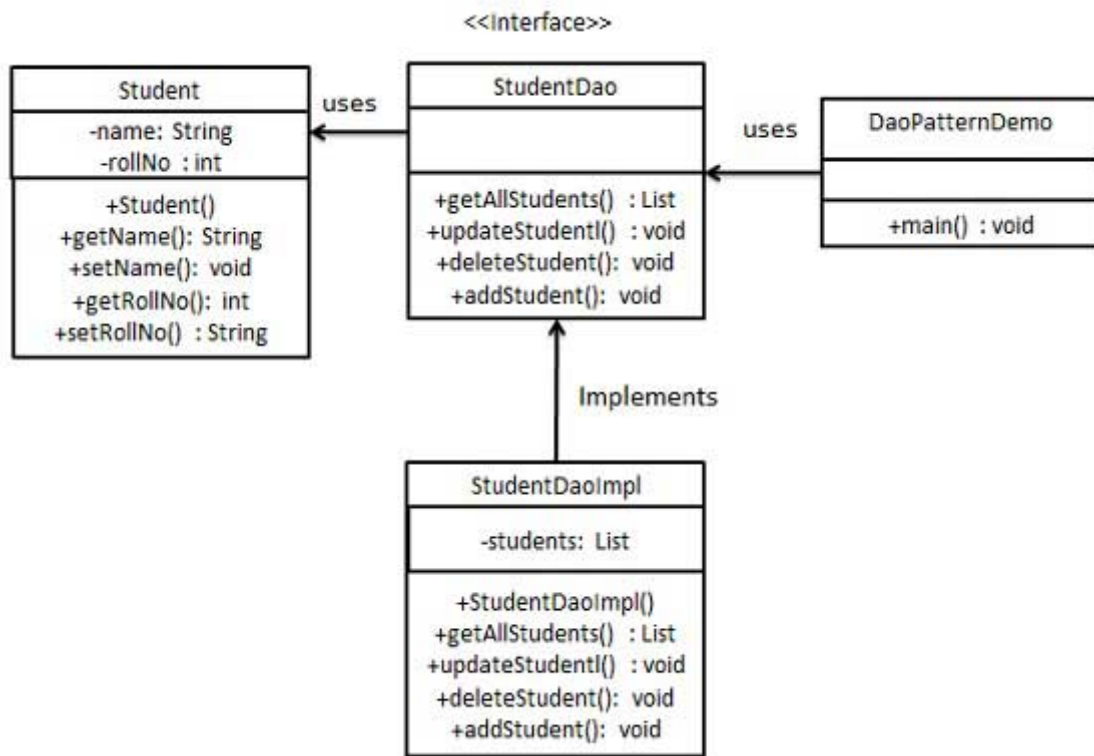 <<Interface>>
Student
-name: String
-rollNo : int
+Student()
+getName(): String
+setName(): void
+getRollNo(): int
+setRollNo() : String
uses
StudentDao
+getAllStudents() : List
+updateStudentl() : void
+deleteStudent(): void
+addStudent(): void
uses
DaoPatternDemo
+main() : void
Implements
StudentDaoImpl
-students: List
+StudentDaoImpl()
+getAllStudents() : List
+updateStudentl() : void
+deleteStudent(): void
+addStudent(): void